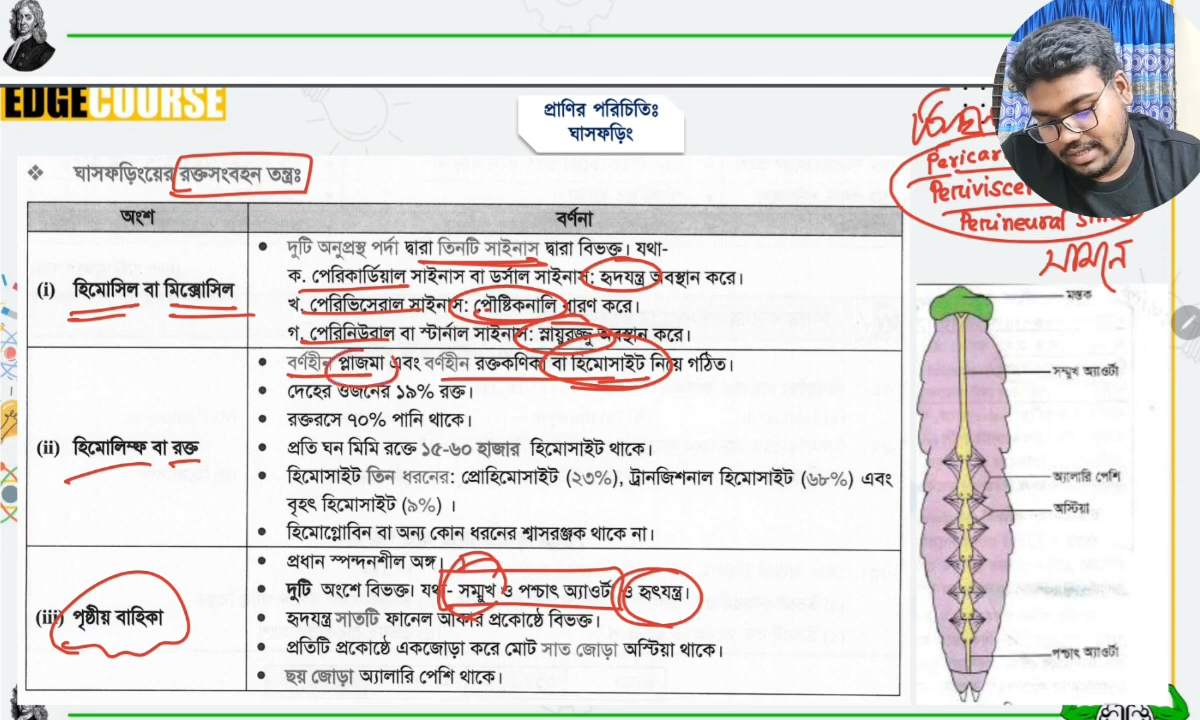 EDGECOURSE
প্রাণির পরিচিতিঃ
ঘাসফড়িং
❖ ঘাসফড়িংয়ের রক্তসংবহন তন্ত্রঃ
অংশ
বর্ণনা
(i) হিমোসিল বা মিক্সোসিল
• দুটি অনুপ্রস্থ পর্দা দ্বারা তিনটি সাইনাস দ্বারা বিভক্ত। যথা-
ক. পেরিকার্ডিয়াল সাইনাস বা ডর্সাল সাইনাস: হৃদযন্ত্র অবস্থান করে।
খ. পেরিভিসেরাল সাইনাস: পৌষ্টিকনালি ধারণ করে।
গ. পেরিনিউরাল বা স্টার্নাল সাইনাস: স্নায়ুরজ্জু অবস্থান করে।
(ii) হিমোলিম্ফ বা রক্ত
• বর্ণহীন প্লাজমা এবং বর্ণহীন রক্তকণিকা বা হিমোসাইট নিয়ে গঠিত।
• দেহের ওজনের ১৯% রক্ত।
• রক্তরসে ৭০% পানি থাকে।
• প্রতি ঘন মিমি রক্তে ১৫-৬০ হাজার হিমোসাইট থাকে।
• হিমোসাইট তিন ধরনের: প্রোহিমোসাইট (২৩%), ট্রানজিশনাল হিমোসাইট (৬৮%) এবং
বৃহৎ হিমোসাইট (৯%) ।
• হিমোগ্লোবিন বা অন্য কোন ধরনের শ্বাসরঞ্জক থাকে না।
(iii) পৃষ্ঠীয় বাহিকা
• প্রধান স্পন্দনশীল অঙ্গ।
• দুটি অংশে বিভক্ত। যথা- সম্মুখ ও পশ্চাৎ অ্যাওর্টা ও হৃৎযন্ত্র।
• হৃদযন্ত্র সাতটি ফানেল আকার প্রকোষ্ঠে বিভক্ত।
• প্রতিটি প্রকোষ্ঠে একজোড়া করে মোট সাত জোড়া অস্টিয়া থাকে।
• ছয় জোড়া অ্যালারি পেশি থাকে।
Perineural
মস্তক
সম্মুখ অ্যাওর্টা
অ্যালারি পেশি
অস্টিয়া
পশ্চাৎ অ্যাওর্টা